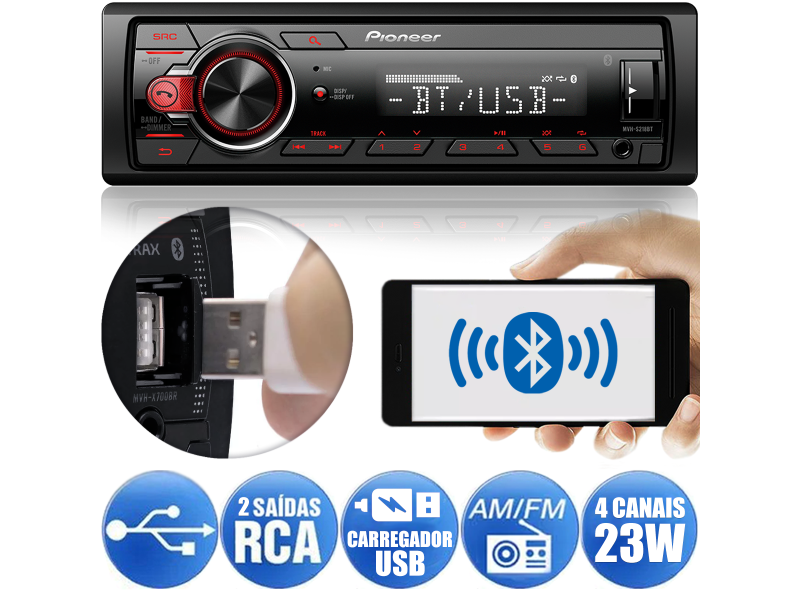 SRC
Pioneer
OFF
MIC
DISP/
DISP OFF
-BT/USB-
BAND/
DIMMER
TRACK
MVH-S218BT
1 2 3 4 5 6
RAX
MVH-X700BR
2 SAÍDAS
RCA
CARREGADOR
USB
AM/FM
4 CANAIS
23W